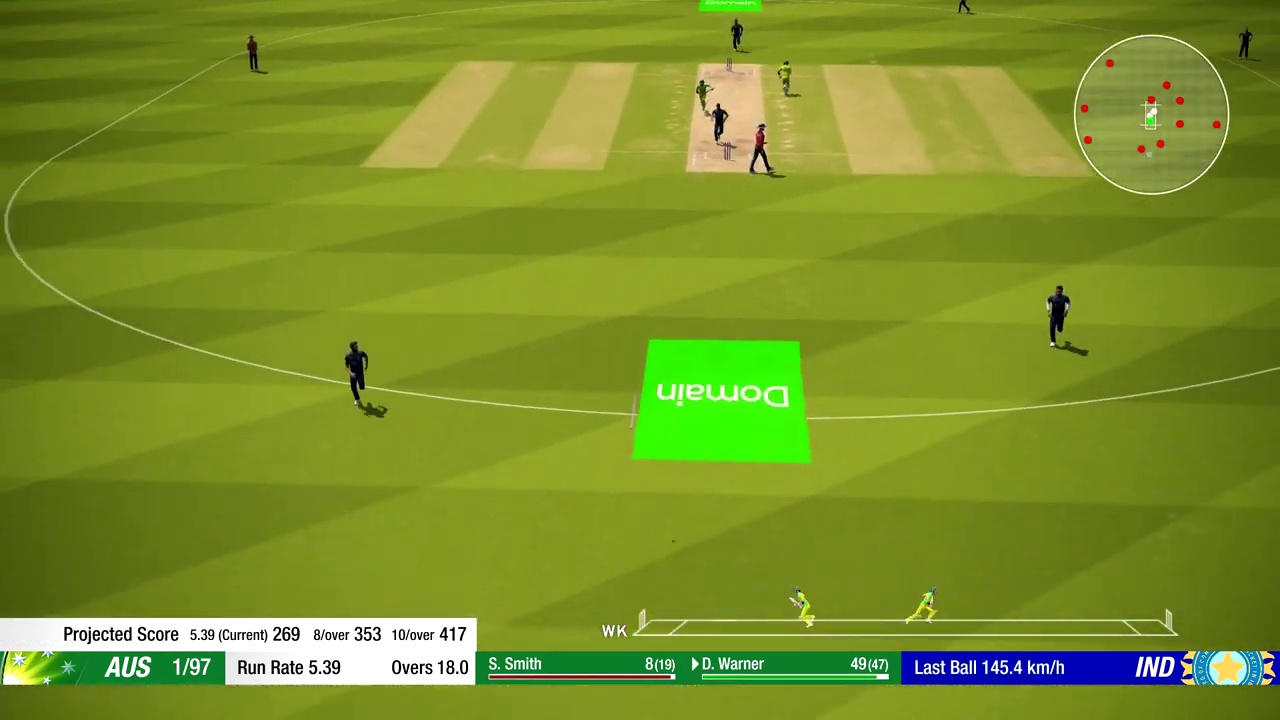 Domain
Domain
WK
Projected Score 5.39 (Current) 269 8/over 353 10/over 417
AUS 1/97 Run Rate 5.39 Overs 18.0 S. Smith 8(19) D. Warner 49(47) Last Ball 145.4 km/h IND